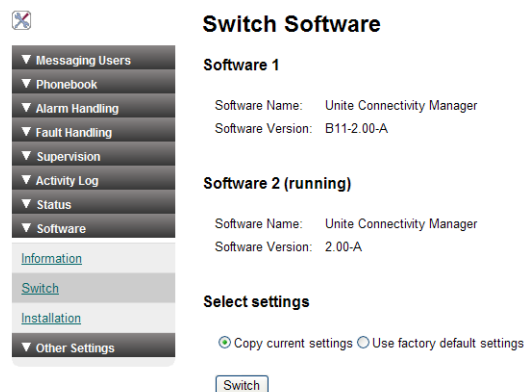 ▼ Messaging Users
▼ Phonebook
▼ Alarm Handling
▼ Fault Handling
▼ Supervision
▼ Activity Log
▼ Status
▼ Software
Information
Switch
Installation
▼ Other Settings
Switch Software
Software 1
Software Name: Unite Connectivity Manager
Software Version: B11-2.00-A
Software 2 (running)
Software Name: Unite Connectivity Manager
Software Version: 2.00-A
Select settings
Copy current settings Use factory default settings
Switch